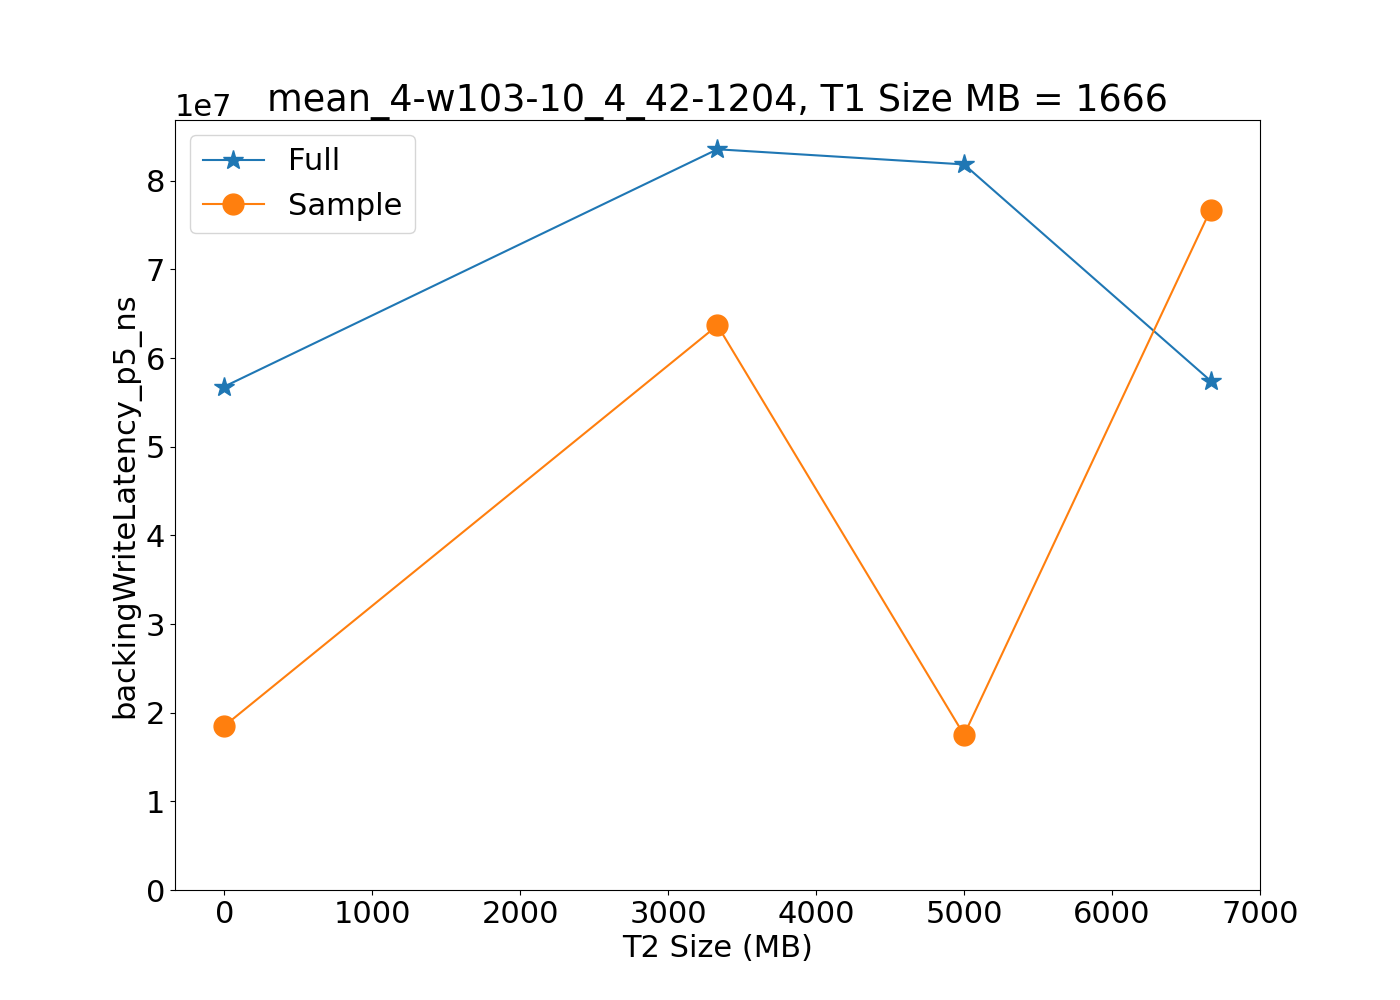 1e7
mean_4-w103-10_4_42-1204, T1 Size MB = 1666
Full
Sample
backingWriteLatency_p5_ns
8
7
6
5
4
3
2
1
0
0 1000 2000 3000 4000 5000 6000 7000
T2 Size (MB)